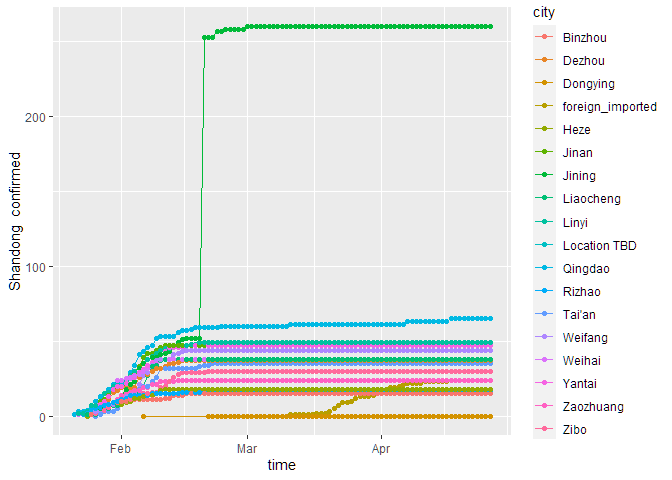 city
Binzhou
Dezhou
Dongying
foreign_imported
Heze
Jinan
Jining
Liaocheng
Linyi
Location TBD
Qingdao
Rizhao
Tai'an
Weifang
Weihai
Yantai
Zaozhuang
Zibo
Shandong confirmed
200
100
0
Feb Mar Apr
time